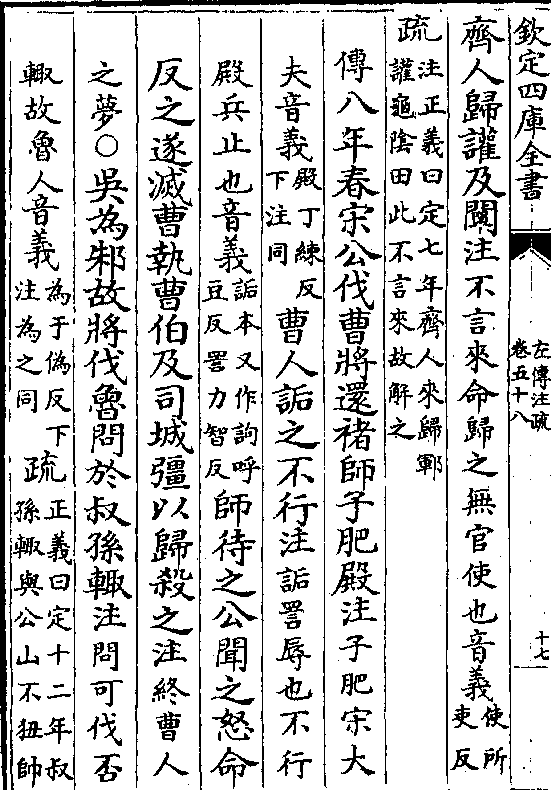 欽定四庫全書
左傳注疏
卷五十八
十七
齊人歸讙及闡注不言來命歸之無官使也音義使所
吏反
疏注正義曰定七年齊人來歸鄆
讙龜陰田此不言來故解之
傳八年春宋公伐曹將還褚師子肥殿注子肥宋大
夫音義殿丁練反
下注同曹人詬之不行注詬詈辱也不行
殿兵止也音義詬本又作訽呼
豆反詈力智反師待之公聞之怒命
反之遂滅曹執曹伯及司城彊以歸殺之注終曹人
之夢○吳為邾故將伐魯問於叔孫輒注問可伐否
輒故魯人音義為于偽反下
注為之同疏正義曰定十二年叔
孫輒與公山不狃帥